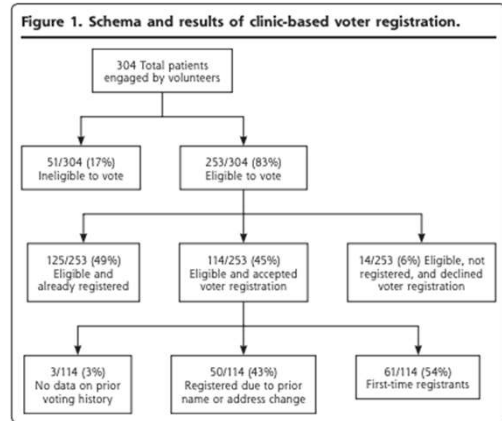 Figure 1. Schema and results of clinic-based voter registration.
304 Total patients
engaged by volunteers
51/304 (17%)
Ineligible to vote
253/304 (83%)
Eligible to vote
125/253 (49%)
Eligible and
already registered
114/253 (45%)
Eligible and accepted
voter registration
14/253 (6%) Eligible, not
registered, and declined
voter registration
3/114 (3%)
No data on prior
voting history
50/114 (43%)
Registered due to prior
name or address change
61/114 (54%)
First-time registrants